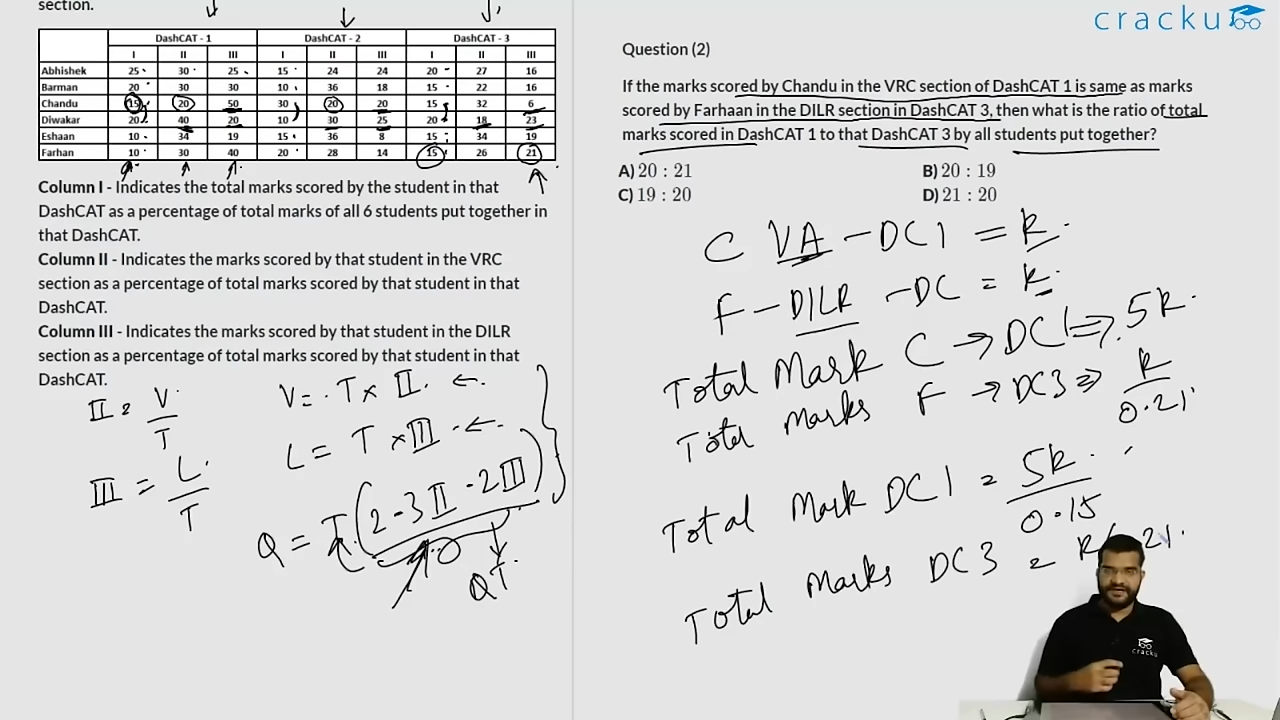 section.
cracku
DashCAT - 1 DashCAT - 2 DashCAT - 3
I II III I II III I II III
Abhishek 25 30 25 15 24 24 20 27 16
Barman 20 30 30 10 36 18 15 22 16
Chandu 15 20 50 30 20 20 15 32 6
Diwakar 20 40 20 10 30 25 20 18 23
Eshaan 10 34 19 15 36 8 15 34 19
Farhan 10 30 40 20 28 14 15 26 21
Column I - Indicates the total marks scored by the student in that
DashCAT as a percentage of total marks of all 6 students put together in
that DashCAT.
Column II - Indicates the marks scored by that student in the VRC
section as a percentage of total marks scored by that student in that
DashCAT.
Column III - Indicates the marks scored by that student in the DILR
section as a percentage of total marks scored by that student in that
DashCAT.
II = V/T
V = T x II
III = L/T
L = T x III
Q = T(2-3II-2III)
QT
Question (2)
If the marks scored by Chandu in the VRC section of DashCAT 1 is same as marks
scored by Farhaan in the DILR section in DashCAT 3, then what is the ratio of total
marks scored in DashCAT 1 to that DashCAT 3 by all students put together?
A) 20 : 21 B) 20 : 19
C) 19 : 20 D) 21 : 20
C VA - DC1 = k
F - DILR - DC = k
Total Mark C → DC1 ⇒ 5k
Total Marks F → DC3 ⇒ k/0.21
Total Mark DC1 = 5k/0.15
Total Marks DC3 = k/ 21
cracku